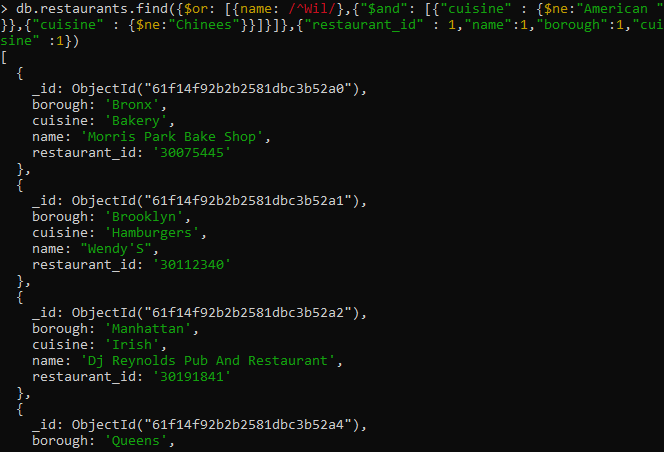 > db.restaurants.find({$or: [{name: /^Wil/},{"$and": [{"cuisine" : {$ne:"American "
}},{"cuisine" : {$ne:"Chinees"}}]}]},{"restaurant_id" : 1,"name":1,"borough":1,"cui
sine" :1})
[
  {
    _id: ObjectId("61f14f92b2b2581dbc3b52a0"),
    borough: 'Bronx',
    cuisine: 'Bakery',
    name: 'Morris Park Bake Shop',
    restaurant_id: '30075445'
  },
  {
    _id: ObjectId("61f14f92b2b2581dbc3b52a1"),
    borough: 'Brooklyn',
    cuisine: 'Hamburgers',
    name: "Wendy'S",
    restaurant_id: '30112340'
  },
  {
    _id: ObjectId("61f14f92b2b2581dbc3b52a2"),
    borough: 'Manhattan',
    cuisine: 'Irish',
    name: 'Dj Reynolds Pub And Restaurant',
    restaurant_id: '30191841'
  },
  {
    _id: ObjectId("61f14f92b2b2581dbc3b52a4"),
    borough: 'Queens',